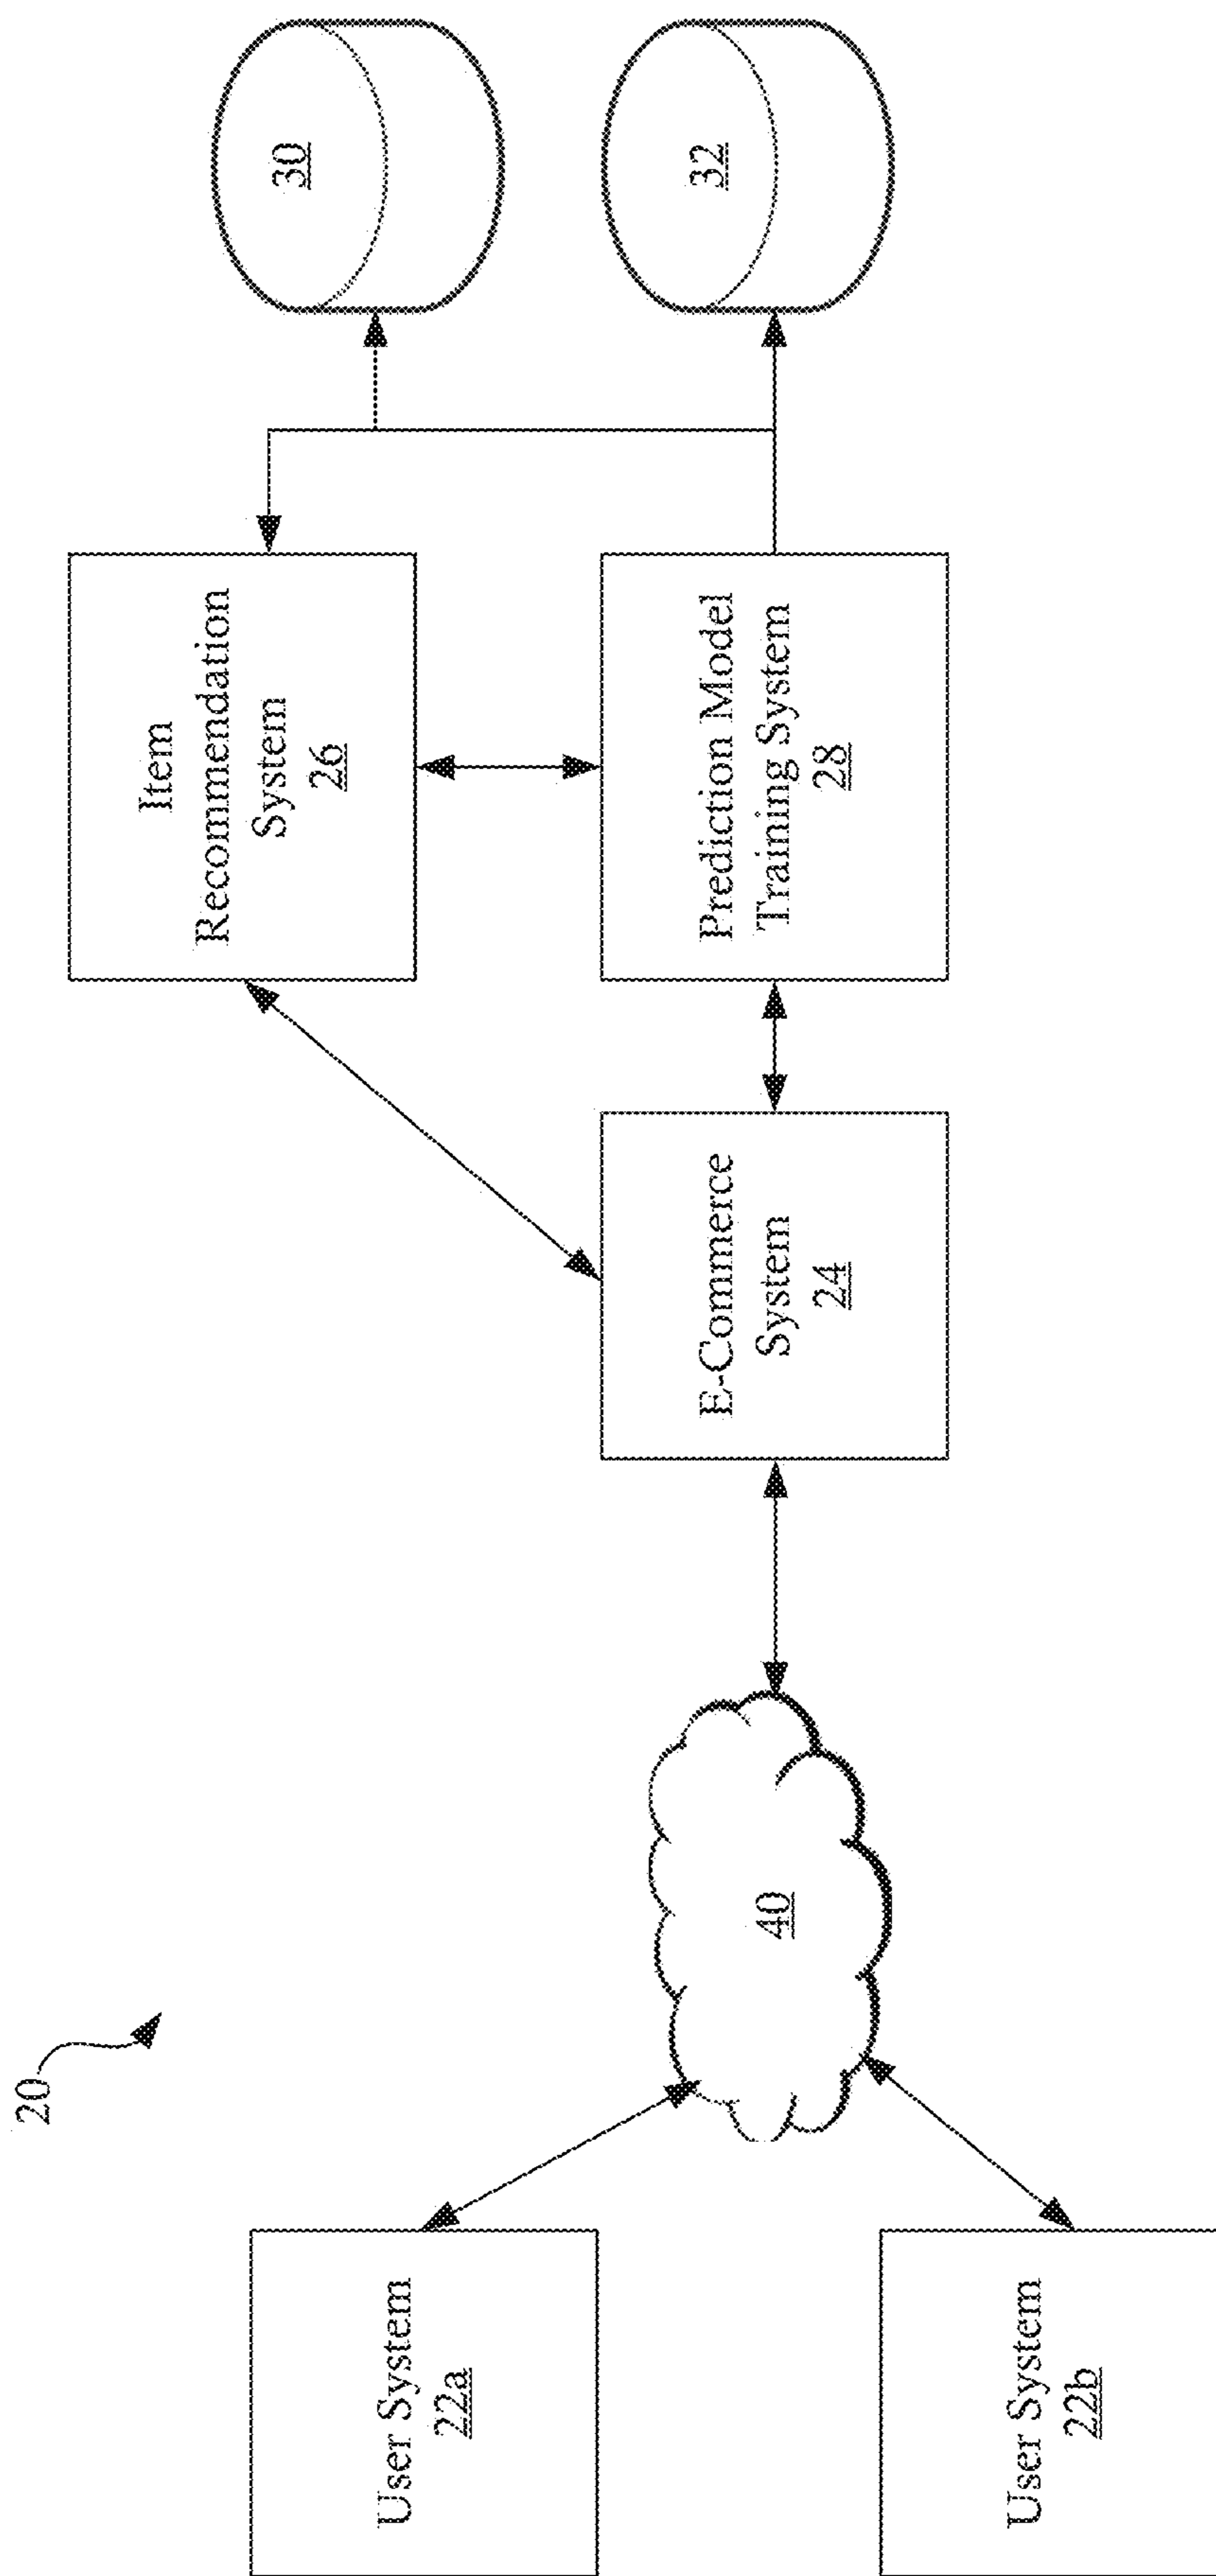 20
User System
22a
User System
22b
40
E-Commerce
System
24
Item
Recommendation
System
26
Prediction Model
Training System
28
30
32